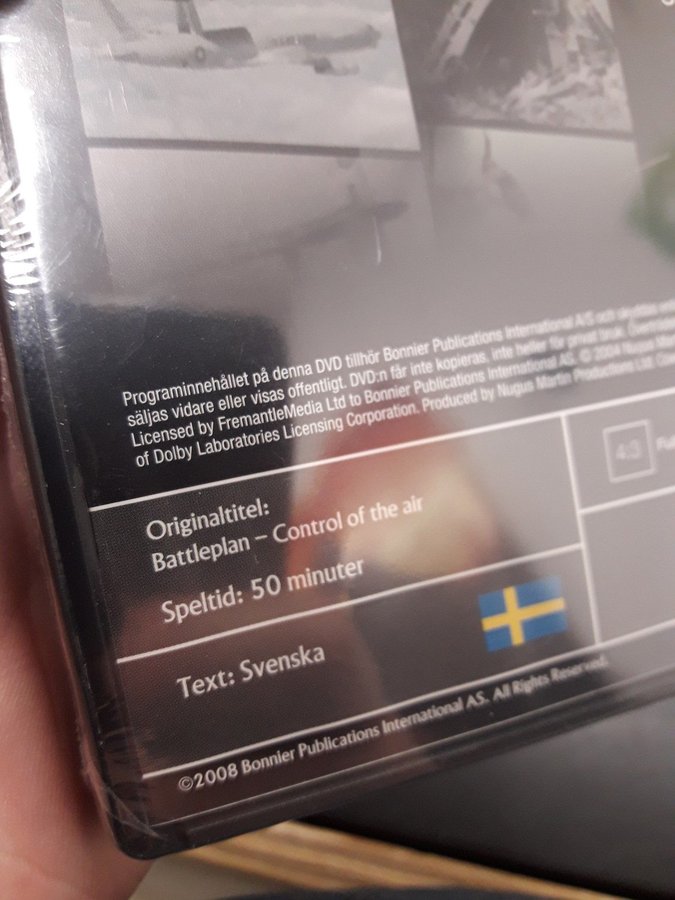 Programinnehållet på denna DVD tillhör Bonnier Publications International A/S och skyddas
säljas vidare eller visas offentligt. DVD:n får inte kopieras, inte heller för privat bruk.
Licensed by FremantleMedia Ltd to Bonnier Publications International AS. © 2004 Nugus
of Dolby Laboratories Licensing Corporation. Produced by Nugus Martin Productions Ltd.
4:3
Originaltitel:
Battleplan – Control of the air
Speltid: 50 minuter
Text: Svenska
©2008 Bonnier Publications International AS. All Rights Reserved.